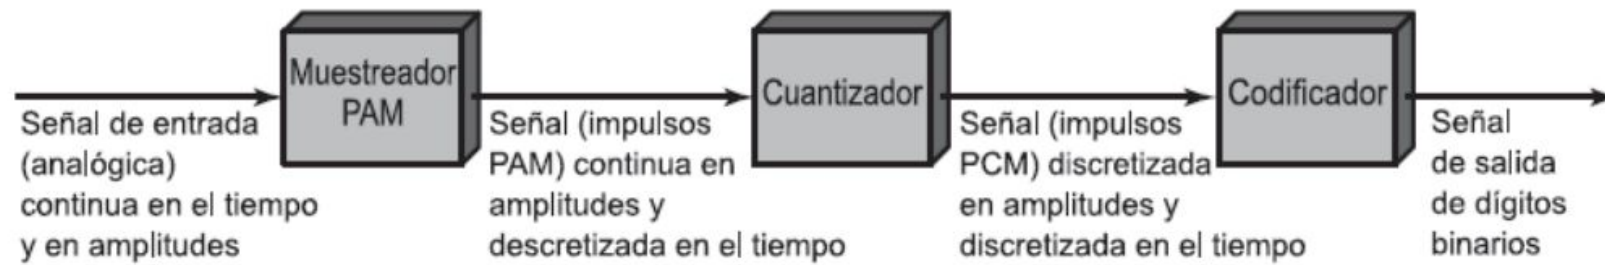 Muestreador
PAM
Cuantizador
Codificador
Señal de entrada
(analógica)
continua en el tiempo
y en amplitudes
Señal (impulsos
PAM) continua en
amplitudes y
descretizada en el tiempo
Señal (impulsos
PCM) discretizada
en amplitudes y
discretizada en el tiempo
Señal
de salida
de dígitos
binarios